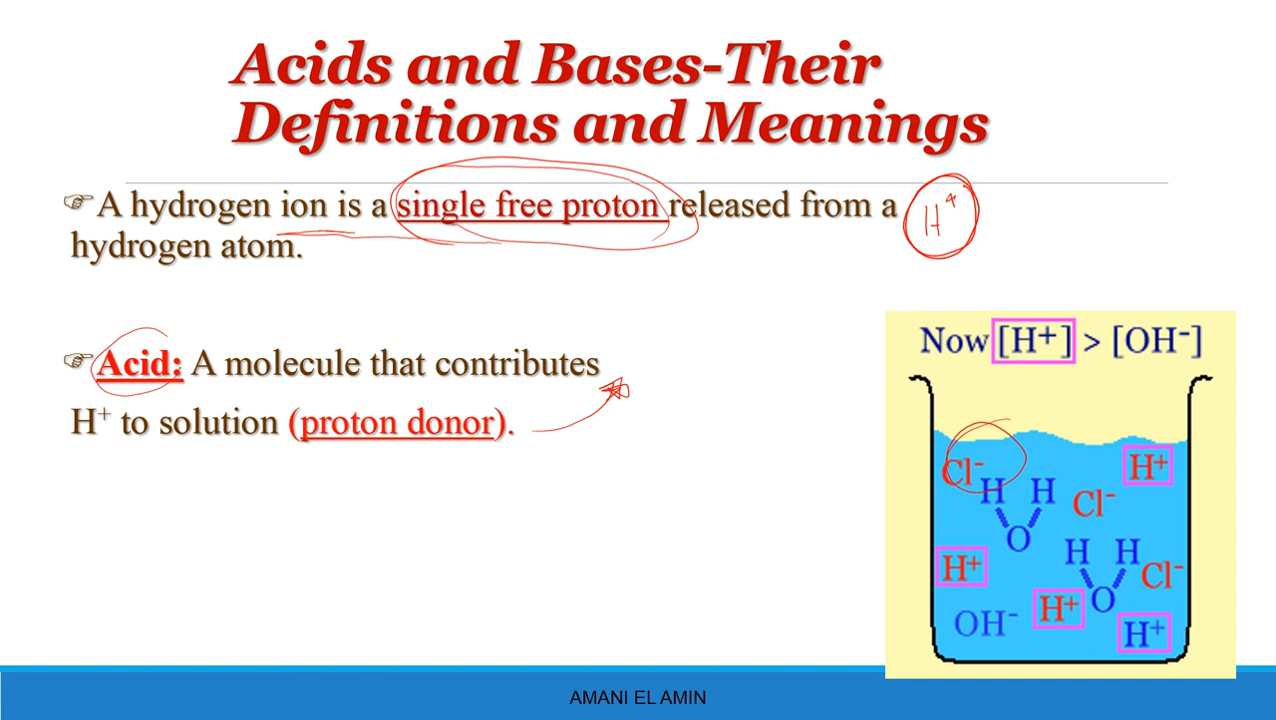 Acids and Bases-Their
Definitions and Meanings
☞A hydrogen ion is a single free proton released from a
hydrogen atom.
H⁺
☞Acid: A molecule that contributes
H⁺ to solution (proton donor).
Now [H⁺] > [OH⁻]
Cl⁻
H⁺
H H
Cl⁻
O
H H
H⁺
Cl⁻
H⁺
O
OH⁻
H⁺
AMANI EL AMIN